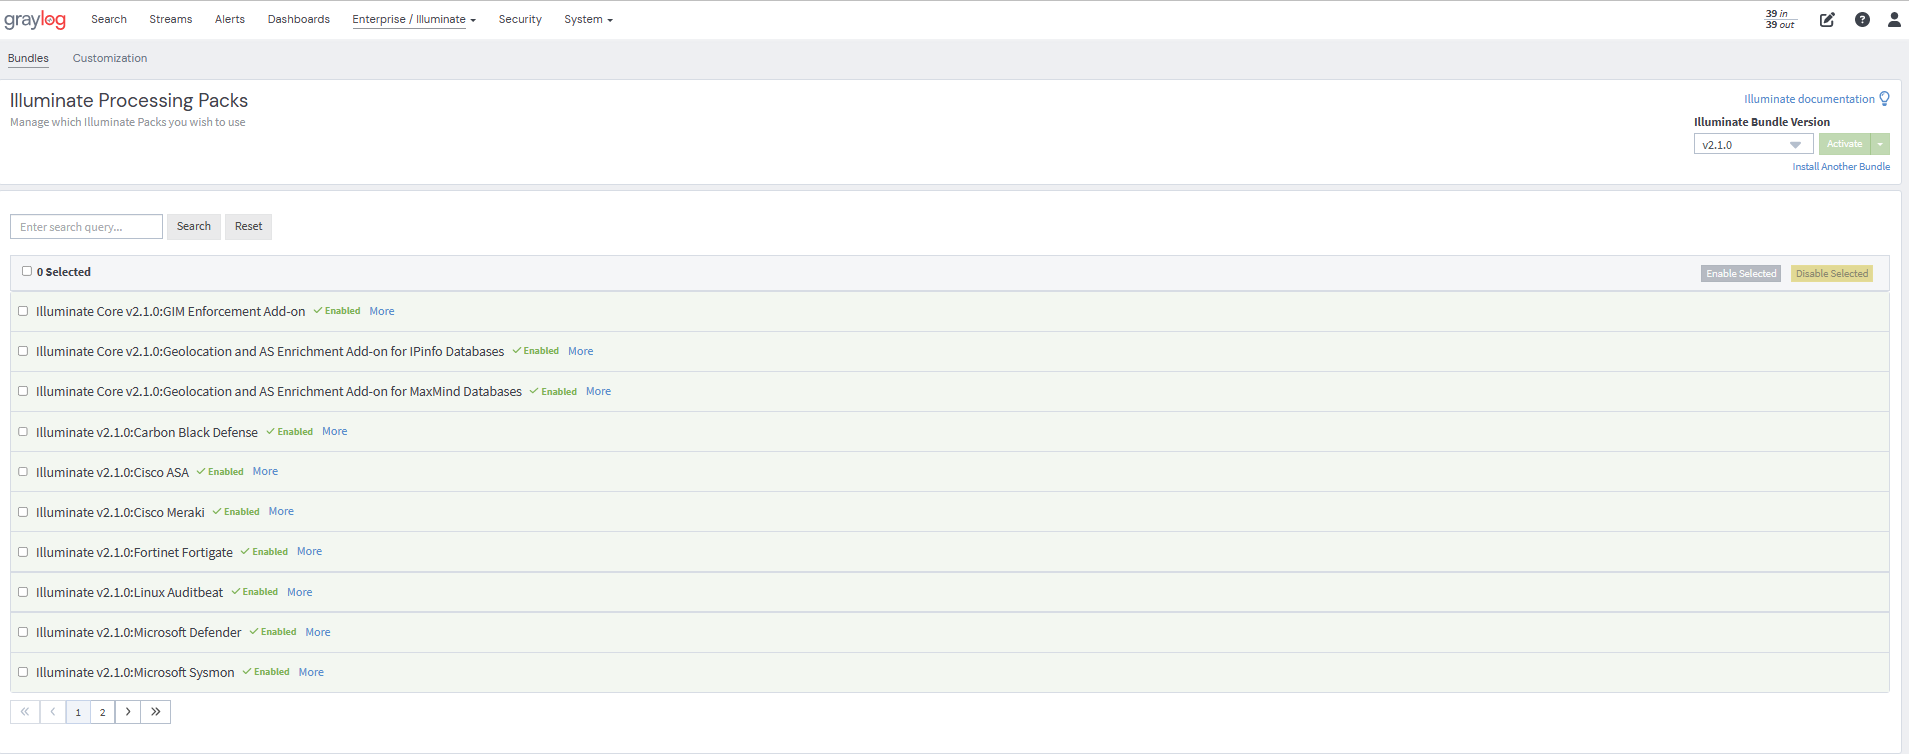 graylog Search Streams Alerts Dashboards Enterprise / Illuminate Security System 39 in
39 out
Bundles Customization
Illuminate Processing Packs
Manage which Illuminate Packs you wish to use
Illuminate documentation
Illuminate Bundle Version
v2.1.0 Activate
Install Another Bundle
Enter search query... Search Reset
0 Selected Enable Selected Disable Selected
Illuminate Core v2.1.0:GIM Enforcement Add-on Enabled More
Illuminate Core v2.1.0:Geolocation and AS Enrichment Add-on for IPinfo Databases Enabled More
Illuminate Core v2.1.0:Geolocation and AS Enrichment Add-on for MaxMind Databases Enabled More
Illuminate v2.1.0:Carbon Black Defense Enabled More
Illuminate v2.1.0:Cisco ASA Enabled More
Illuminate v2.1.0:Cisco Meraki Enabled More
Illuminate v2.1.0:Fortinet Fortigate Enabled More
Illuminate v2.1.0:Linux Auditbeat Enabled More
Illuminate v2.1.0:Microsoft Defender Enabled More
Illuminate v2.1.0:Microsoft Sysmon Enabled More
« ‹ 1 2 › »